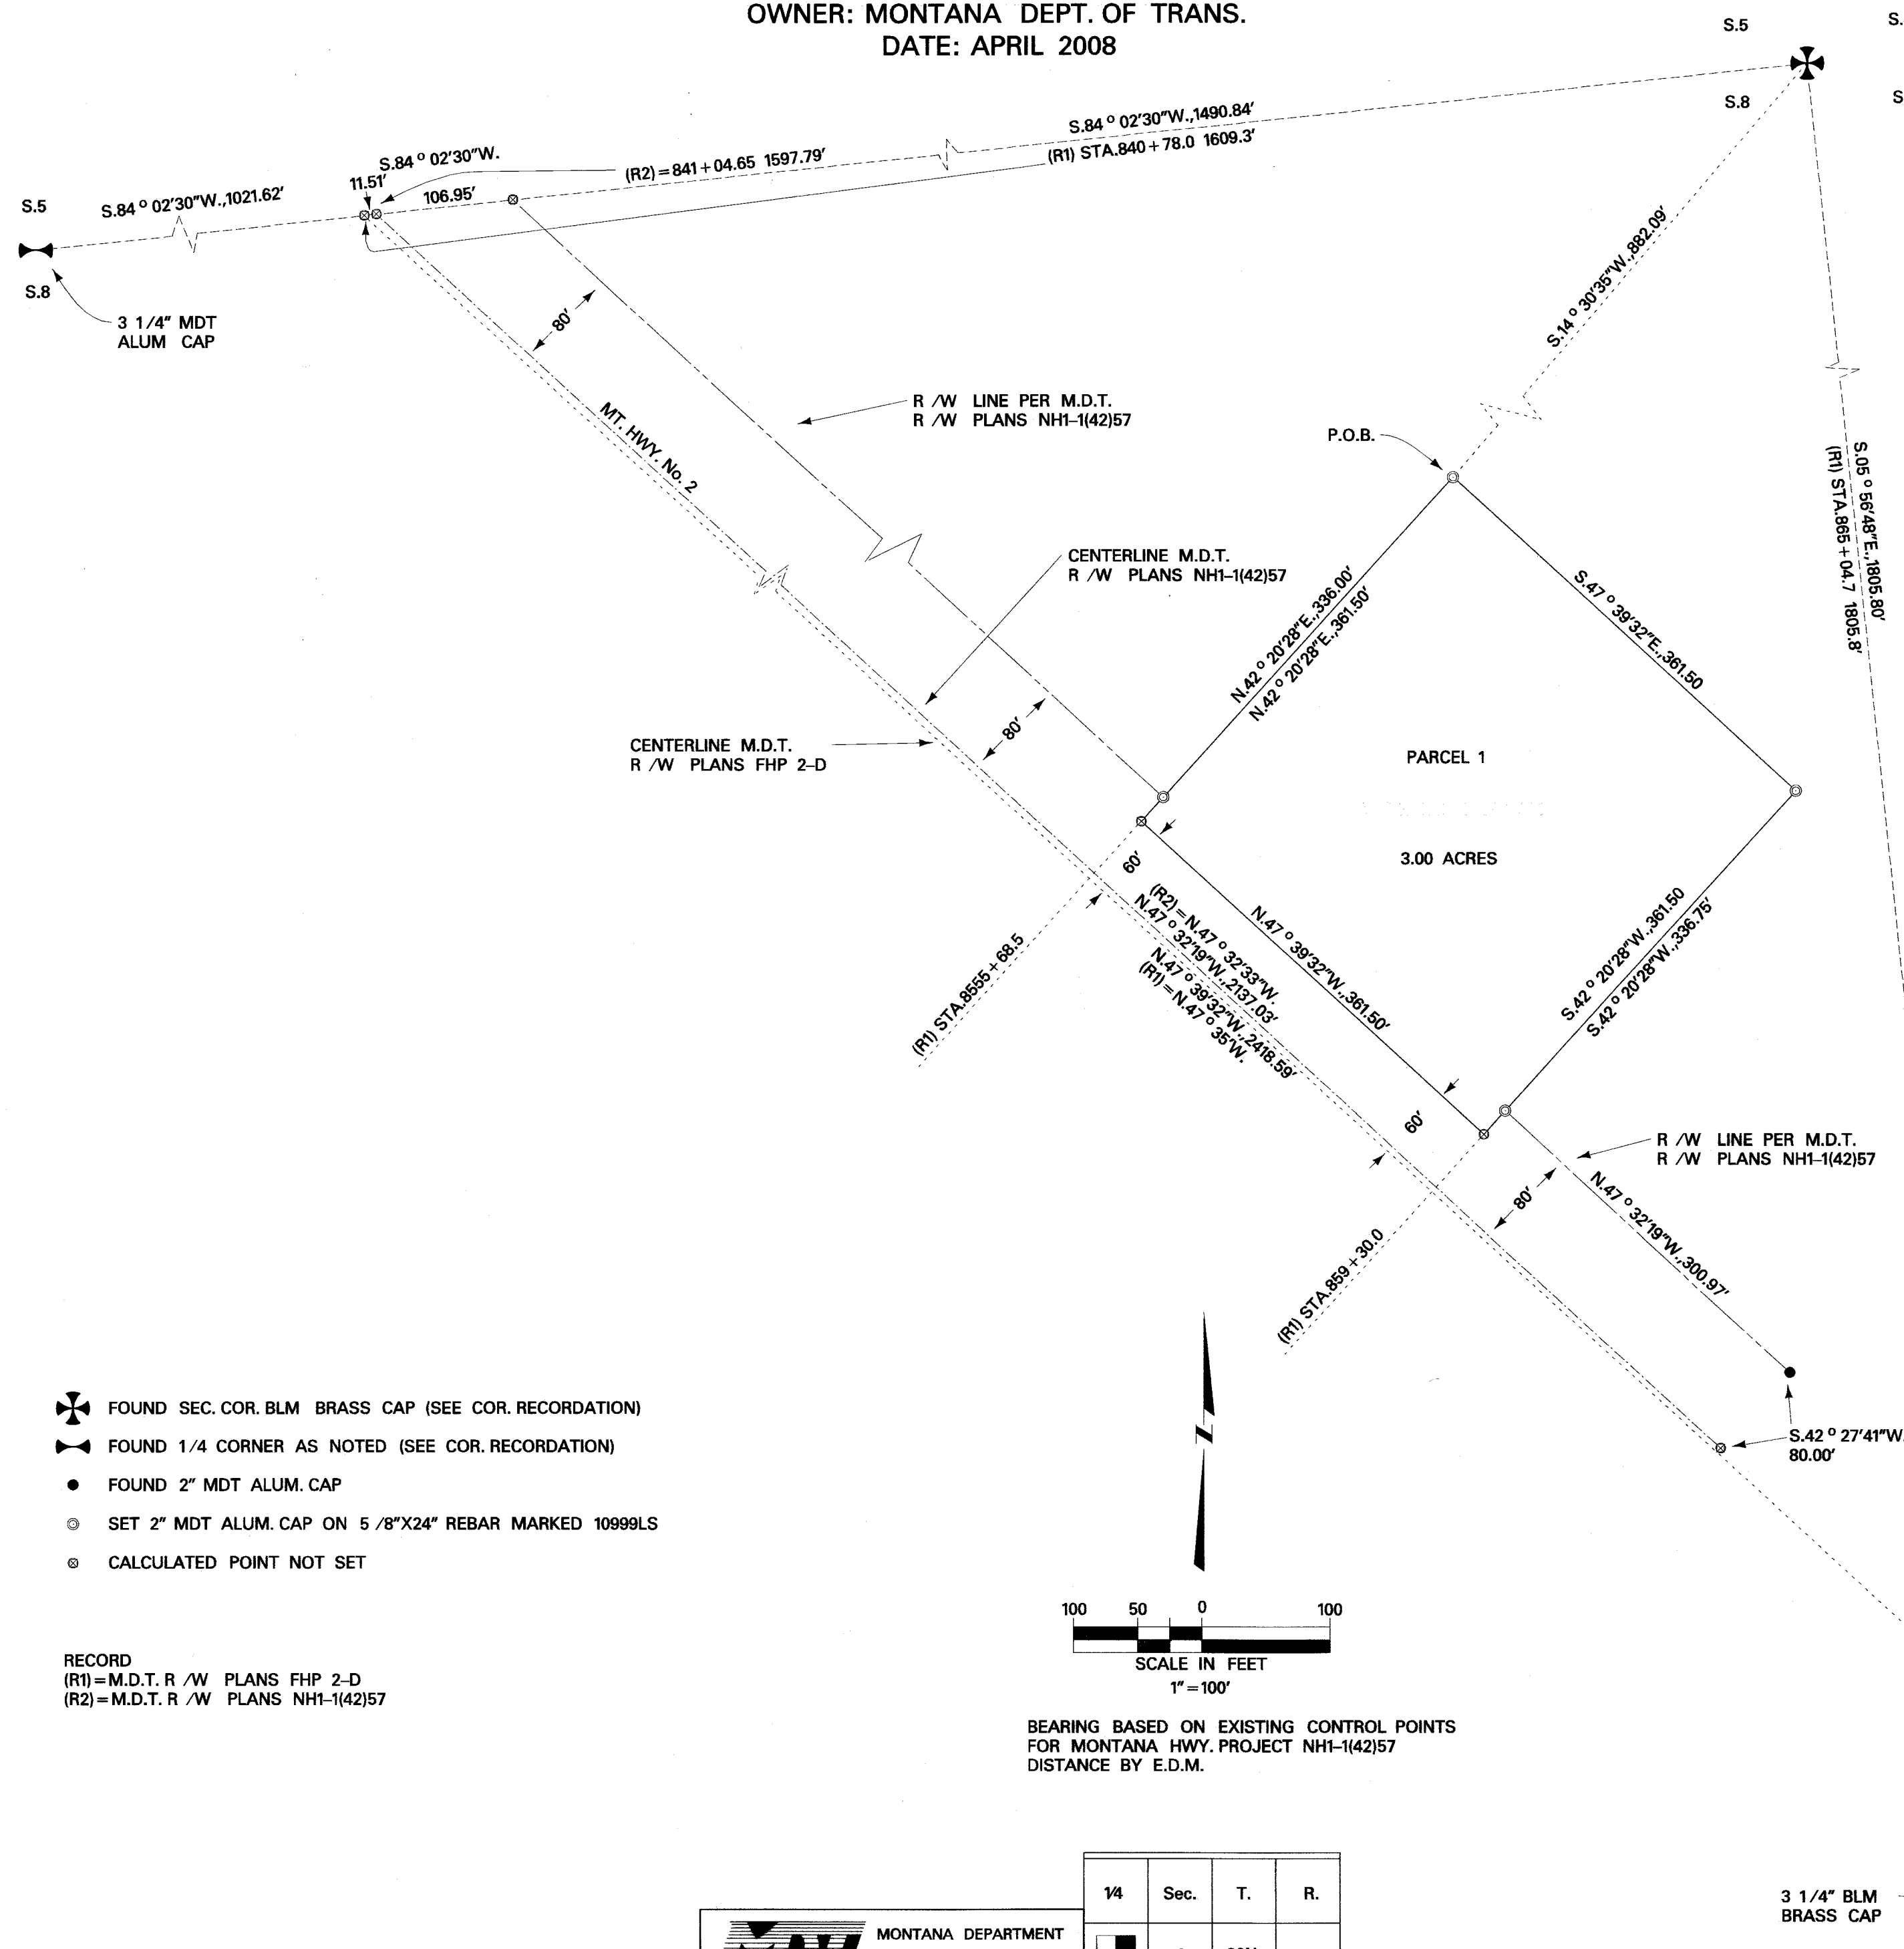 OWNER: MONTANA DEPT. OF TRANS.
DATE: APRIL 2008
S.5
S.
S.8
S
S.84 ° 02'30"W.,1490.84'
(R1) STA.840+78.0 1609.3'
(R2)=841+04.65 1597.79'
S.84 ° 02'30"W.
11.51'
106.95'
S.84 ° 02'30"W.,1021.62'
S.5
S.8
3 1/4" MDT
ALUM CAP
80'
MT. HWY. No. 2
R /W LINE PER M.D.T.
R /W PLANS NH1-1(42)57
S.14 ° 30'35"W.,882.09'
P.O.B.
S.05 ° 56'48"E.,1805.80'
(R1) STA.865+04.7 1805.8'
CENTERLINE M.D.T.
R /W PLANS NH1-1(42)57
N.42 ° 20'28"E.,336.00'
N.42 ° 20'28"E.,361.50'
S.47 ° 39'32"E.,361.50
80'
CENTERLINE M.D.T.
R /W PLANS FHP 2-D
PARCEL 1
3.00 ACRES
60'
(R1) STA.8555+68.5
(R2)=N.47 ° 32'33"W.
N.47 ° 32'19"W.,2137.03'
N.47 ° 39'32"W.,2418.59'
(R1)=N.47 ° 35'W.
N.47 ° 39'32"W.,361.50'
S.42 ° 20'28"W.,361.50
S.42 ° 20'28"W.,336.75'
60'
R /W LINE PER M.D.T.
R /W PLANS NH1-1(42)57
80'
N.47 ° 32'19"W.,300.97'
(R1) STA.859+30.0
S.42 ° 27'41"W
80.00'
FOUND SEC. COR. BLM BRASS CAP (SEE COR. RECORDATION)
FOUND 1/4 CORNER AS NOTED (SEE COR. RECORDATION)
FOUND 2" MDT ALUM. CAP
SET 2" MDT ALUM. CAP ON 5 /8"X24" REBAR MARKED 10999LS
CALCULATED POINT NOT SET
N
RECORD
(R1)=M.D.T. R /W PLANS FHP 2-D
(R2)=M.D.T. R /W PLANS NH1-1(42)57
100 50 0 100
SCALE IN FEET
1"=100'
BEARING BASED ON EXISTING CONTROL POINTS
FOR MONTANA HWY. PROJECT NH1-1(42)57
DISTANCE BY E.D.M.
1/4 Sec. T. R.
MONTANA DEPARTMENT
3 1/4" BLM
BRASS CAP